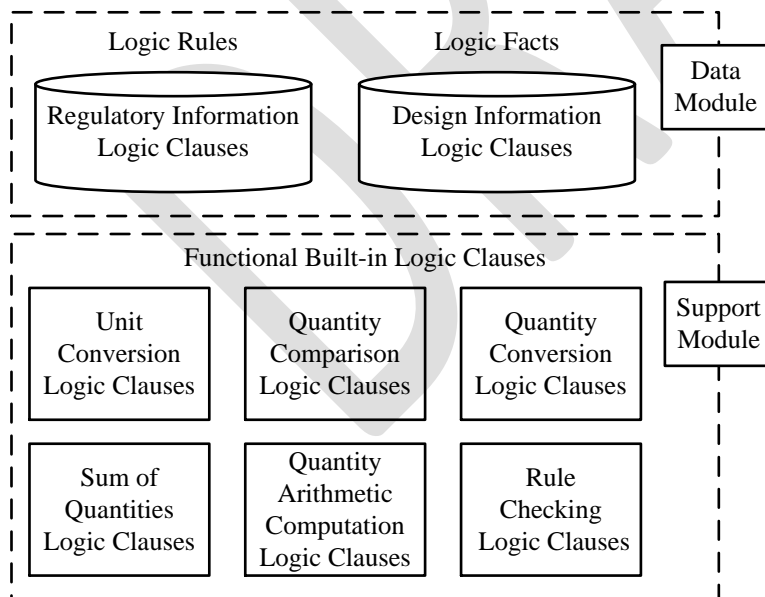 Logic Rules
Logic Facts
Data
Module
Regulatory Information
Logic Clauses
Design Information
Logic Clauses
Functional Built-in Logic Clauses
Support
Module
Unit
Conversion
Logic Clauses
Quantity
Comparison
Logic Clauses
Quantity
Conversion
Logic Clauses
Sum of
Quantities
Logic Clauses
Quantity
Arithmetic
Computation
Logic Clauses
Rule
Checking
Logic Clauses